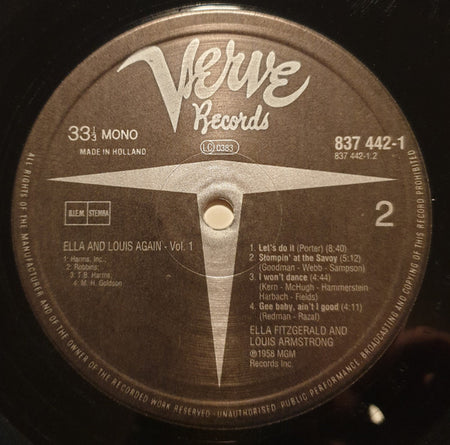 Verve
Records
33 1/3 MONO
MADE IN HOLLAND
LC 0383
837 442-1
837 442-1.2
B.I.E.M. STEMRA
2
ELLA AND LOUIS AGAIN - Vol. 1
1: Harms, Inc.;
2: Robbins;
3: T.B. Harms;
4: M. H. Goldson
1. Let's do it (Porter) (8:40)
2. Stompin' at the Savoy (5:12)
(Goodman - Webb - Sampson)
3. I won't dance (4:44)
(Kern - McHugh - Hammerstein
Harbach - Fields)
4. Gee baby, ain't I good (4:11)
(Redman - Razaf)
ELLA FITZGERALD AND
LOUIS ARMSTRONG
℗1958 MGM
Records Inc.
ALL RIGHTS OF THE MANUFACTURER AND OF THE OWNER OF THE RECORDED WORK RESERVED - UNAUTHORISED PUBLIC PERFORMANCE, BROADCASTING AND COPYING OF THIS RECORD PROHIBITED